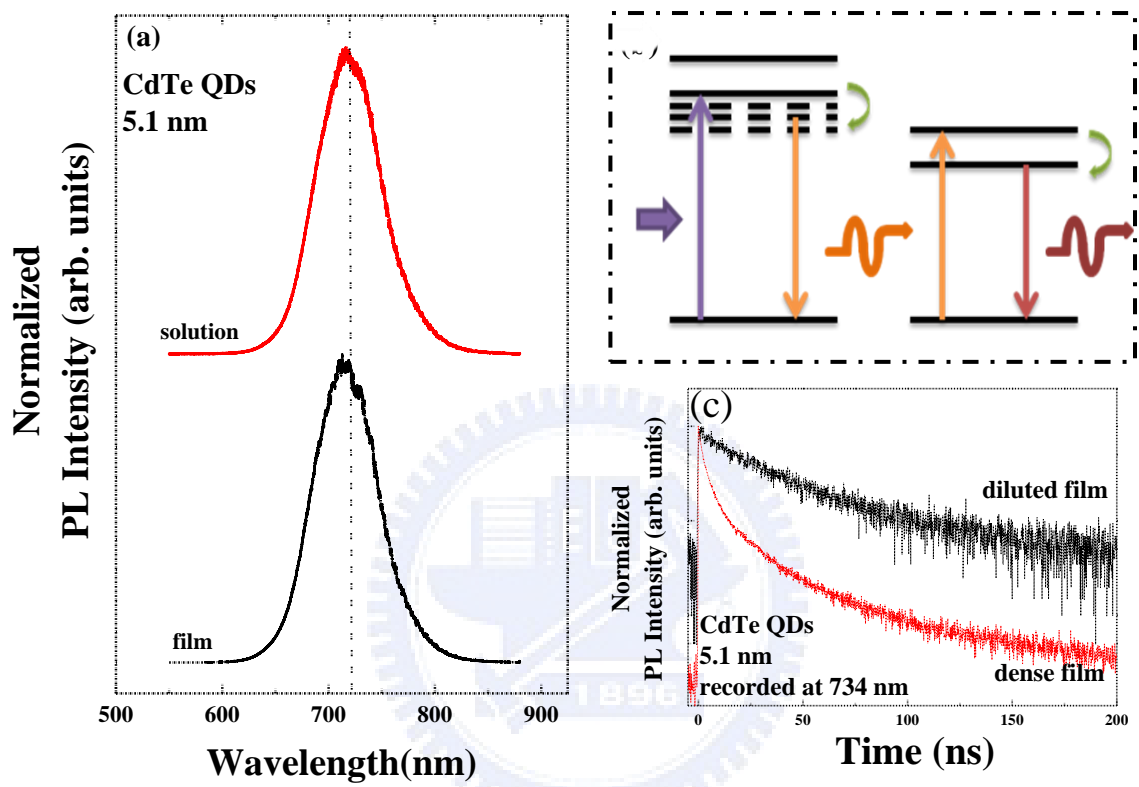 (a)
CdTe QDs
5.1 nm
solution
film
Normalized
PL Intensity (arb. units)
500 600 700 800 900
Wavelength(nm)
(c)
diluted film
dense film
CdTe QDs
5.1 nm
recorded at 734 nm
Normalized
PL Intensity (arb. units)
0 50 100 150 200
Time (ns)
1896